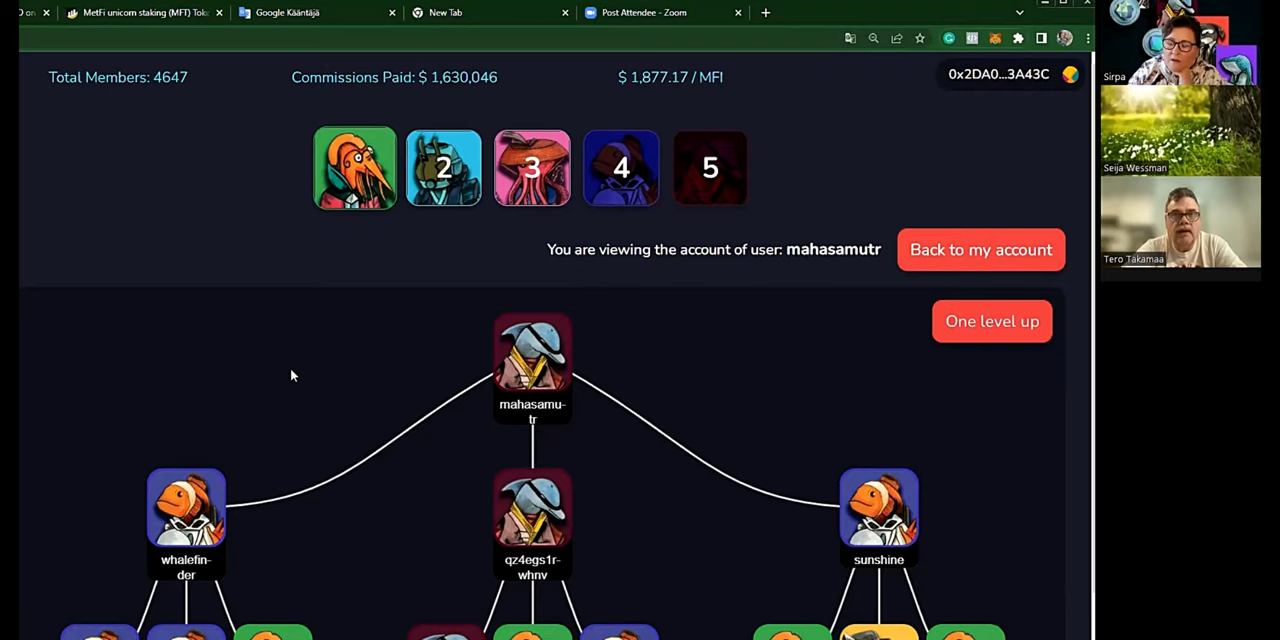 O on
MetFi unicorn staking (MFT) Toke
Google Kääntäjä
New Tab
Post Attendee - Zoom
Total Members: 4647
Commissions Paid: $ 1,630,046
$ 1,877.17 / MFI
0x2DA0...3A43C
2
3
4
5
You are viewing the account of user: mahasamutr
Back to my account
One level up
mahasamu-
tr
whalefin-
der
qz4egs1r-
whnv
sunshine
Sirpa
Seija Wessman
Tero Takamaa